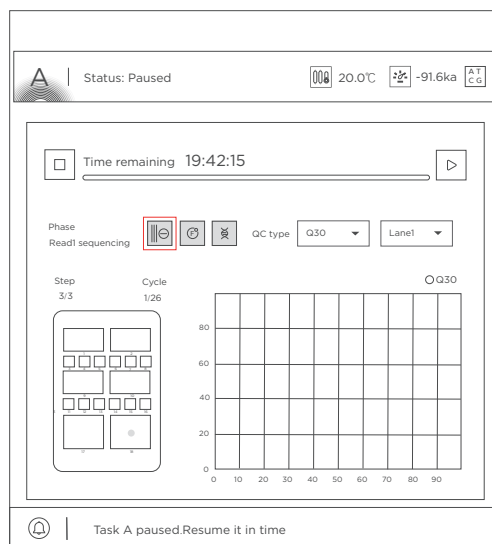 A
Status: Paused
20.0℃
-91.6ka
A T
C G
Time remaining 19:42:15
Phase
Read1 sequencing
QC type
Q30
Lane1
Step
3/3
Cycle
1/26
Q30
80
60
40
20
0
0 10 20 30 40 50 60 70 80 90
Task A paused.Resume it in time